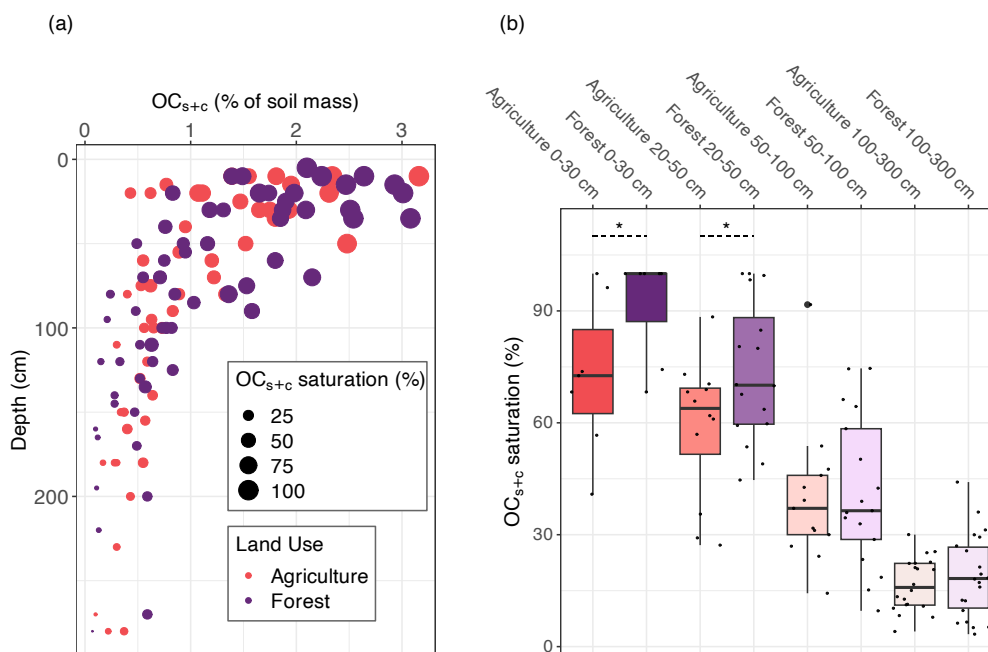 (a)
OCs+c (% of soil mass)
0 1 2 3
0
100
200
Depth (cm)
OCs+c saturation (%)
25
50
75
100
Land Use
Agriculture
Forest
(b)
Agriculture 0-30 cm
Forest 0-30 cm
Agriculture 20-50 cm
Forest 20-50 cm
Agriculture 50-100 cm
Forest 50-100 cm
Agriculture 100-300 cm
Forest 100-300 cm
* *
90
60
30
0
OCs+c saturation (%)